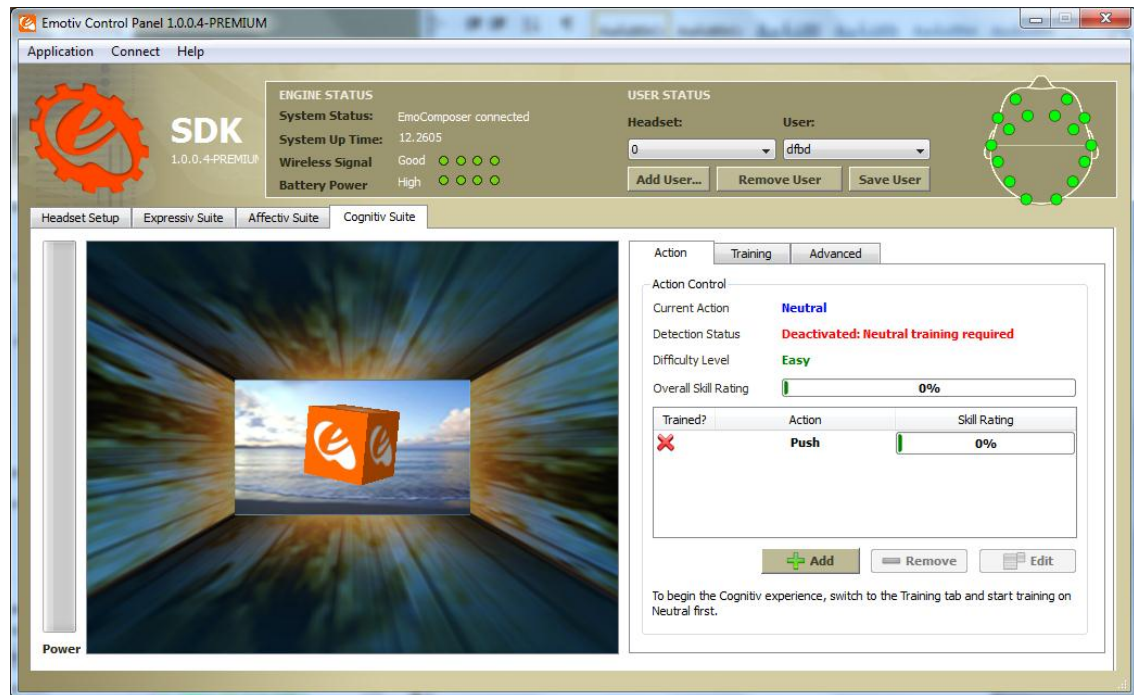 Emotiv Control Panel 1.0.0.4-PREMIUM
Application Connect Help
SDK
1.0.0.4-PREMIUM
ENGINE STATUS
System Status: EmoComposer connected
System Up Time: 12.2605
Wireless Signal Good
Battery Power High
USER STATUS
Headset: User:
0 dfbd
Add User... Remove User Save User
Headset Setup Expressiv Suite Affectiv Suite Cognitiv Suite
Power
Action Training Advanced
Action Control
Current Action Neutral
Detection Status Deactivated: Neutral training required
Difficulty Level Easy
Overall Skill Rating 0%
Trained? Action Skill Rating
Push 0%
Add Remove Edit
To begin the Cognitiv experience, switch to the Training tab and start training on
Neutral first.